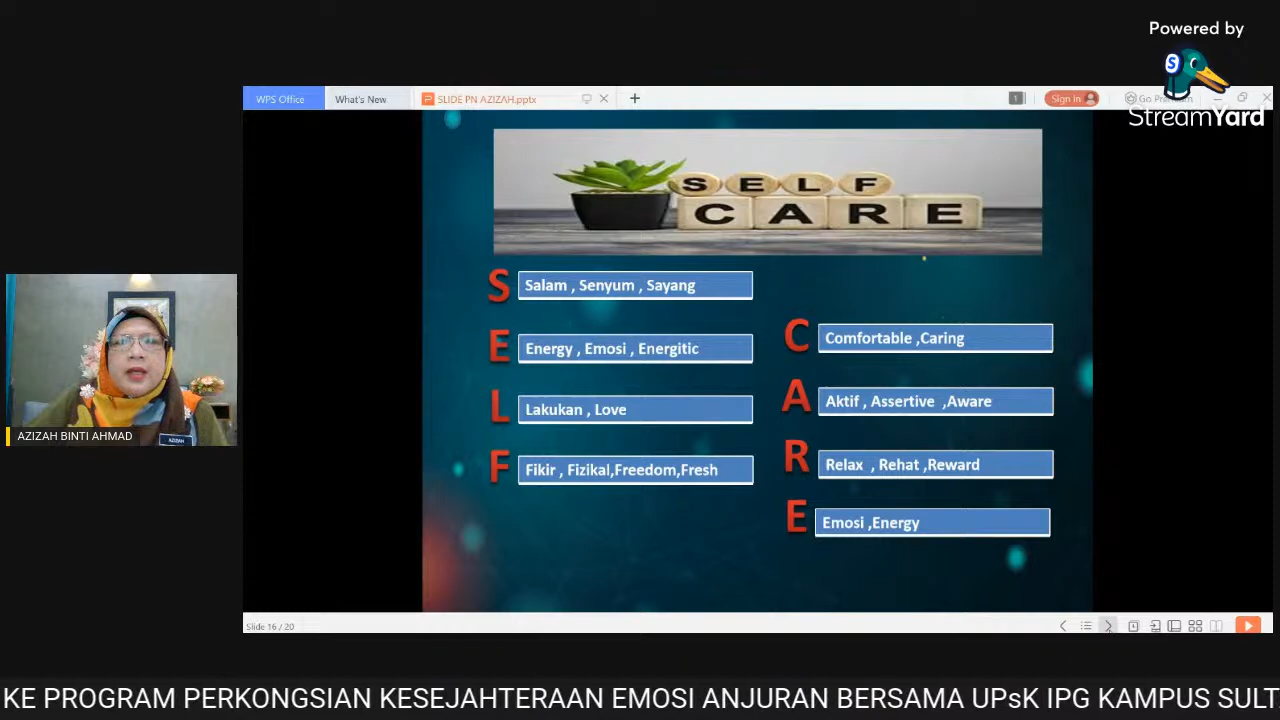 Powered by
StreamYard
WPS Office
What's New
SLIDE PN AZIZAH.pptx
1
Sign in
SELF
CARE
S Salam , Senyum , Sayang
E Energy , Emosi , Energitic
L Lakukan , Love
F Fikir , Fizikal,Freedom,Fresh
C Comfortable ,Caring
A Aktif , Assertive ,Aware
R Relax , Rehat ,Reward
E Emosi ,Energy
AZIZAH BINTI AHMAD
AZIZAH
Slide 16 / 20
KE PROGRAM PERKONGSIAN KESEJAHTERAAN EMOSI ANJURAN BERSAMA UPsK IPG KAMPUS SULT